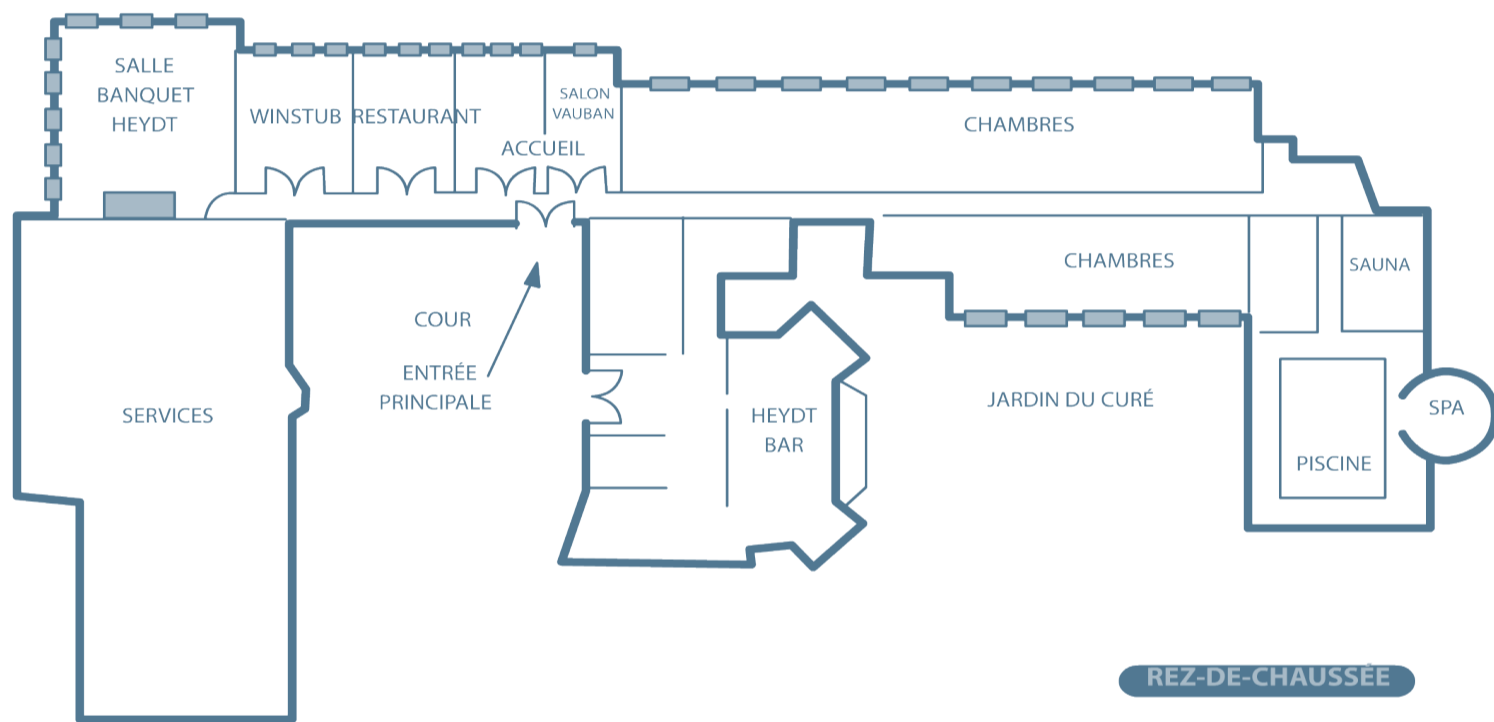 SALLE
BANQUET
HEYDT
WINSTUB
RESTAURANT
ACCUEIL
SALON
VAUBAN
CHAMBRES
CHAMBRES
SAUNA
COUR
ENTRÉE
PRINCIPALE
SERVICES
HEYDT
BAR
JARDIN DU CURÉ
PISCINE
SPA
REZ-DE-CHAUSSÉE